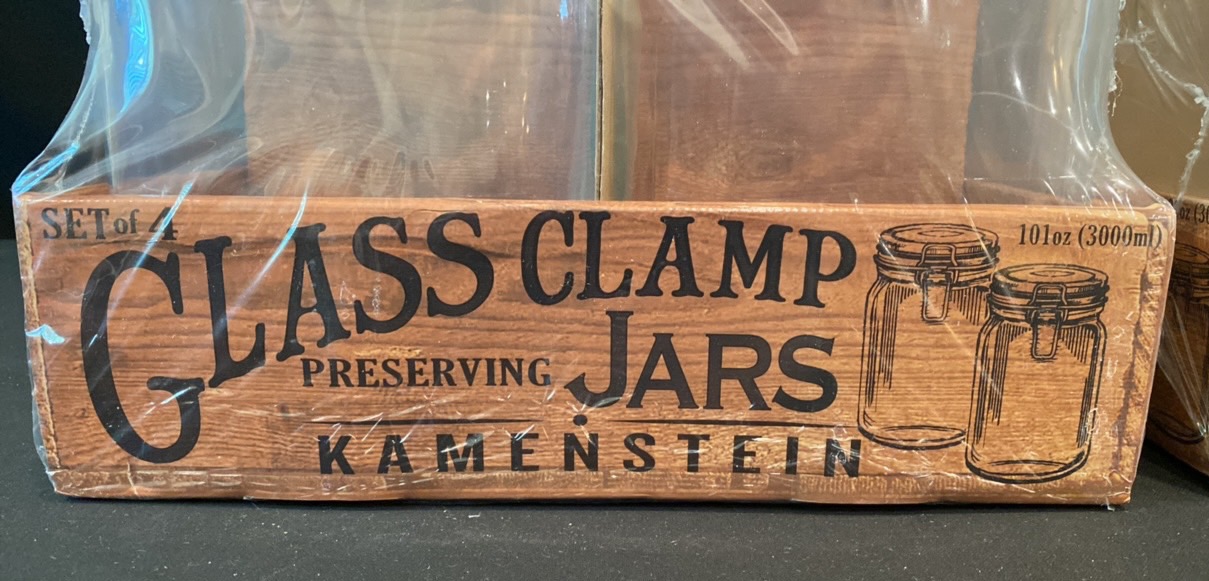 SET of 4
GLASS CLAMP
101oz (3000ml)
PRESERVING JARS
KAMENSTEIN